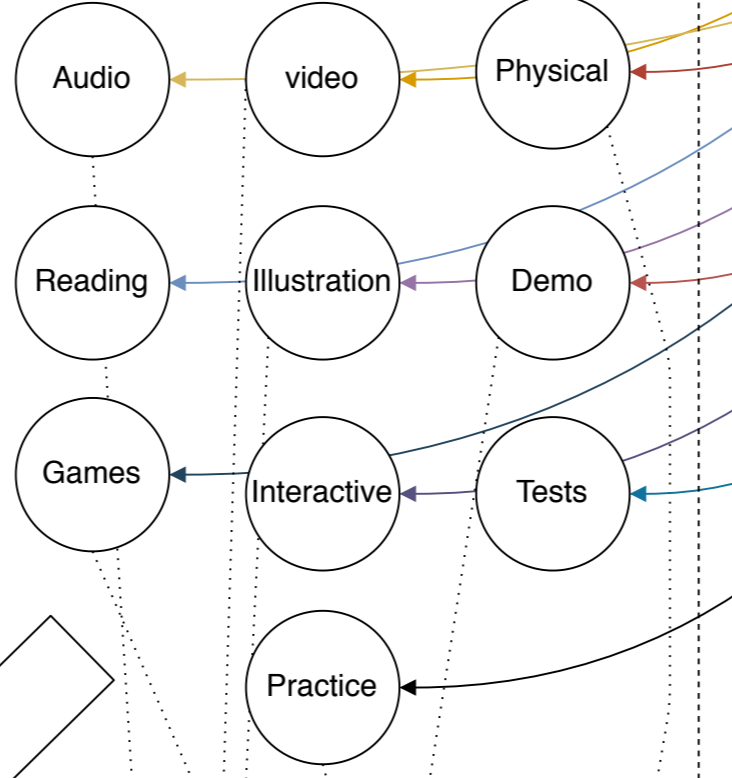 Audio
video
Physical
Reading
Illustration
Demo
Games
Interactive
Tests
Practice